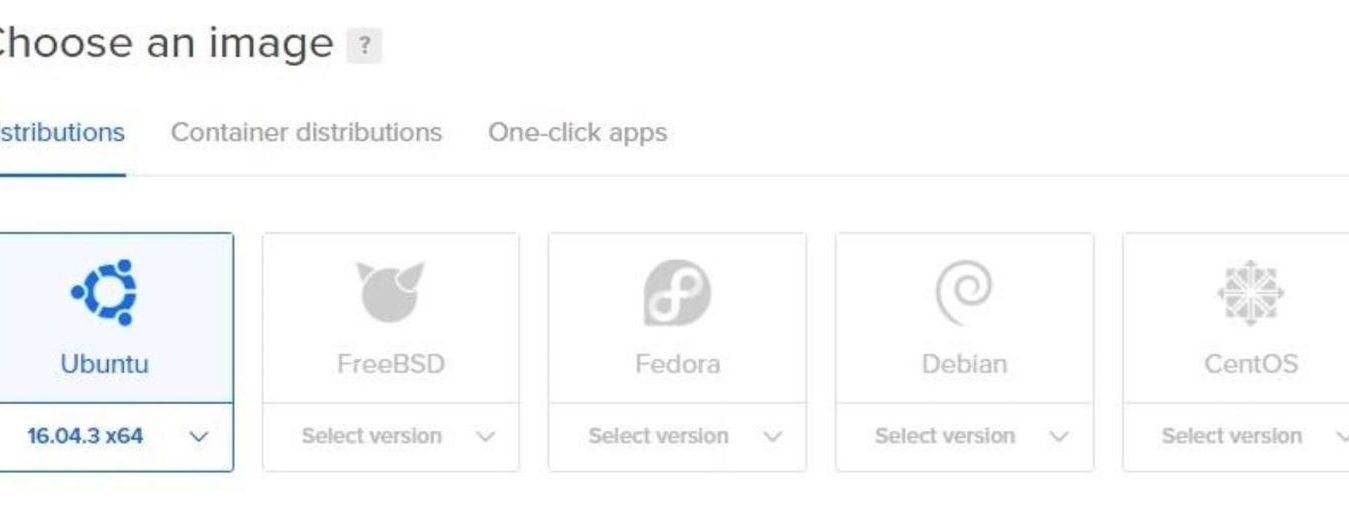 Choose an image ?
stributions Container distributions One-click apps
Ubuntu FreeBSD Fedora Debian CentOS
16.04.3 x64 Select version Select version Select version Select version